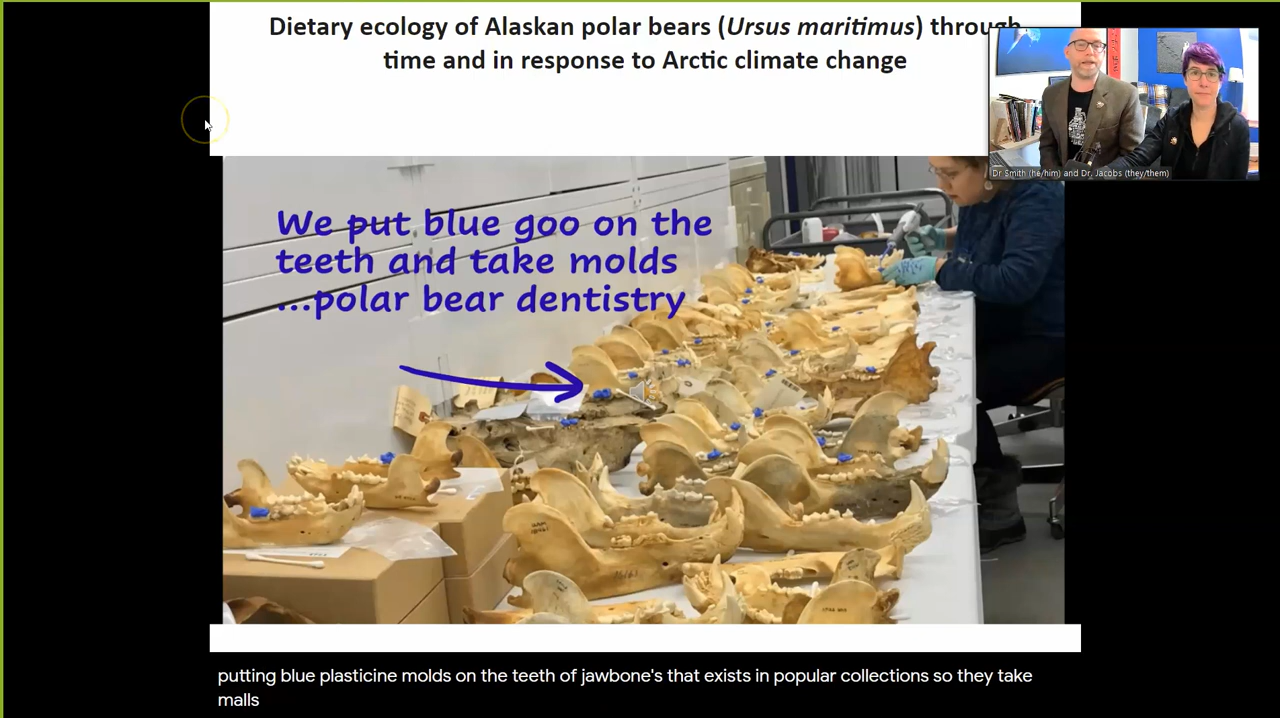 Dietary ecology of Alaskan polar bears (Ursus maritimus) through
time and in response to Arctic climate change
Dr Smith (he/him) and Dr. Jacobs (they/them)
We put blue goo on the
teeth and take molds
...polar bear dentistry
putting blue plasticine molds on the teeth of jawbone's that exists in popular collections so they take
malls